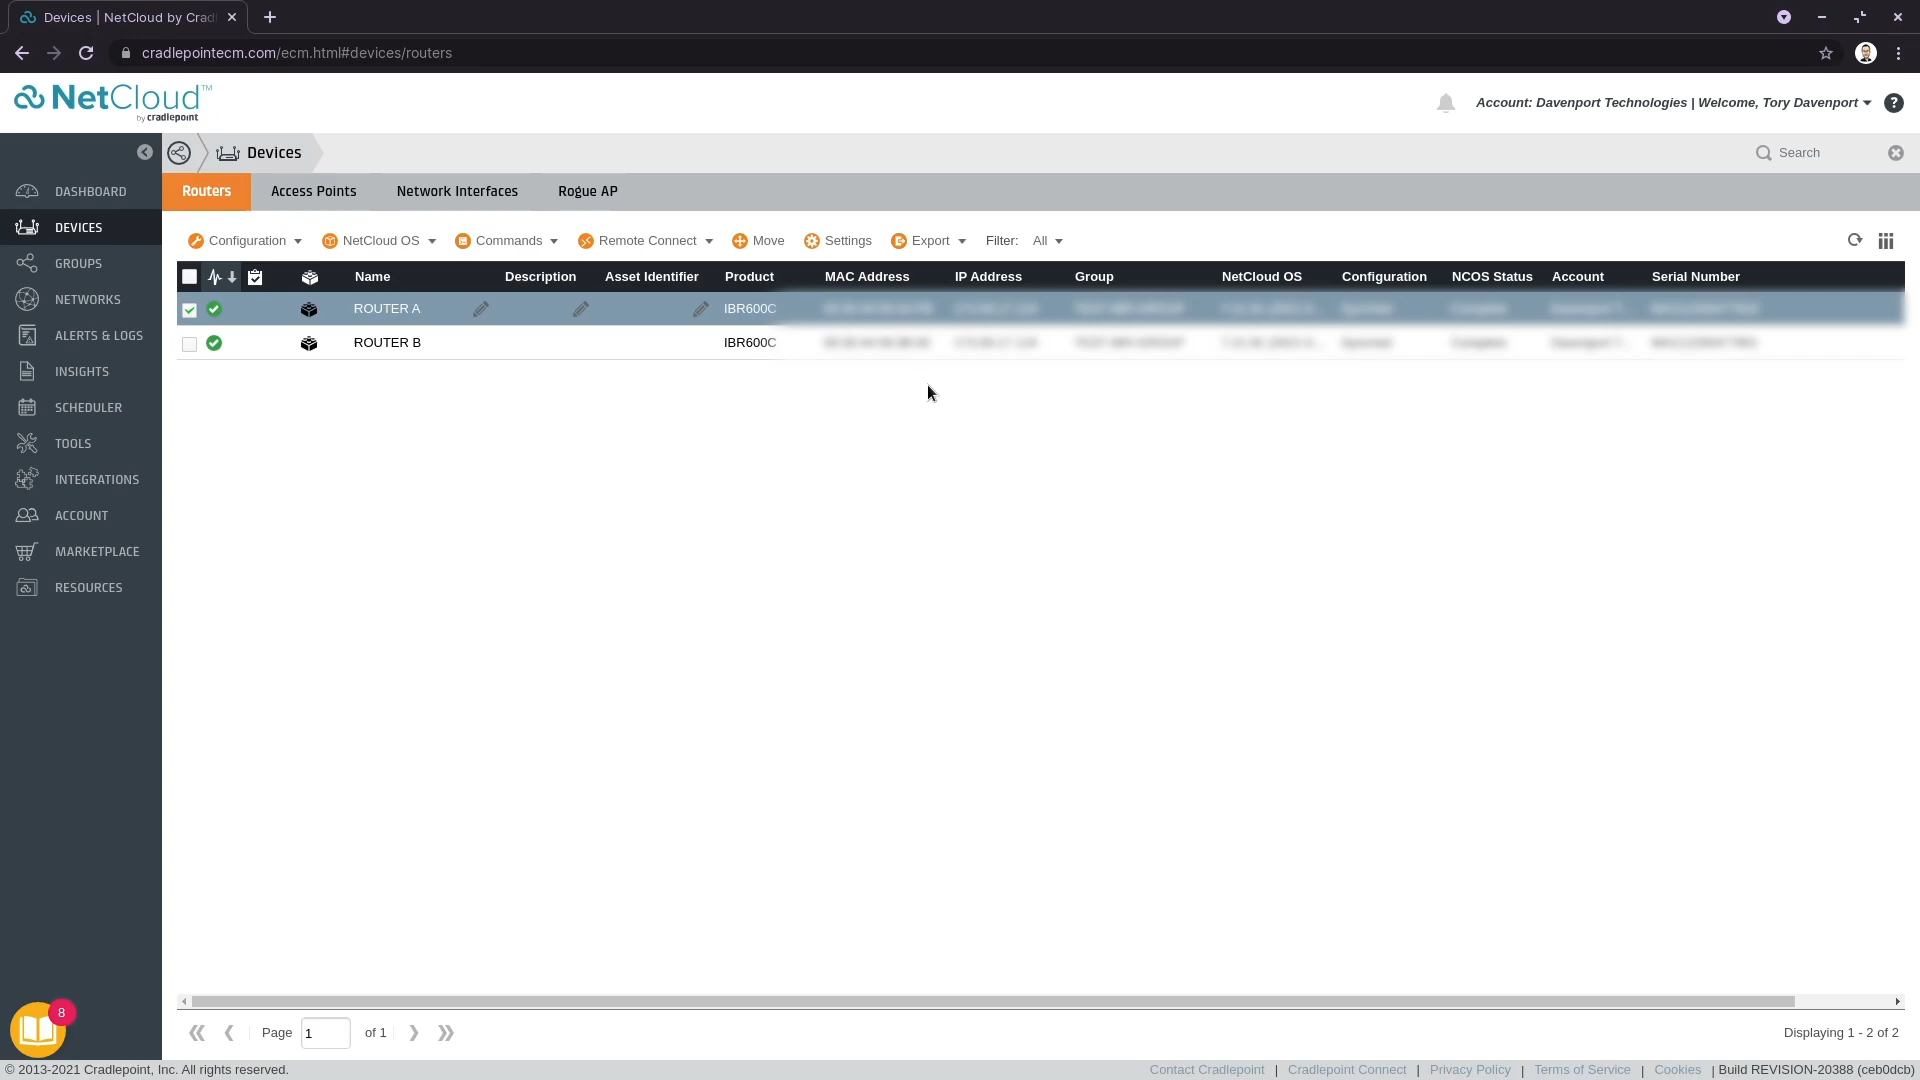 Devices | NetCloud by Crad
cradlepointecm.com/ecm.html#devices/routers
NetCloud™
by cradlepoint
Account: Davenport Technologies | Welcome, Tory Davenport
Devices
Search
DASHBOARD
DEVICES
GROUPS
NETWORKS
ALERTS & LOGS
INSIGHTS
SCHEDULER
TOOLS
INTEGRATIONS
ACCOUNT
MARKETPLACE
RESOURCES
8
Routers Access Points Network Interfaces Rogue AP
Configuration NetCloud OS Commands Remote Connect Move Settings Export Filter: All
Name Description Asset Identifier Product MAC Address IP Address Group NetCloud OS Configuration NCOS Status Account Serial Number
ROUTER A IBR600C
ROUTER B IBR600C
Page 1 of 1
Displaying 1 - 2 of 2
© 2013-2021 Cradlepoint, Inc. All rights reserved.
Contact Cradlepoint | Cradlepoint Connect | Privacy Policy | Terms of Service | Cookies | Build REVISION-20388 (ceb0dcb)